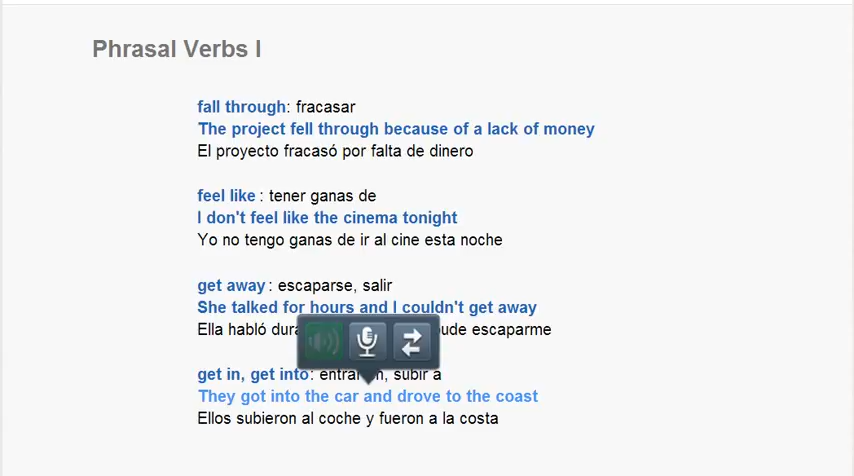 Phrasal Verbs I
fall through: fracasar
The project fell through because of a lack of money
El proyecto fracasó por falta de dinero
feel like : tener ganas de
I don't feel like the cinema tonight
Yo no tengo ganas de ir al cine esta noche
get away : escaparse, salir
She talked for hours and I couldn't get away
Ella habló escaparme
get in, get into: subir a
They got into the car and drove to the coast
Ellos subieron al coche y fueron a la costa